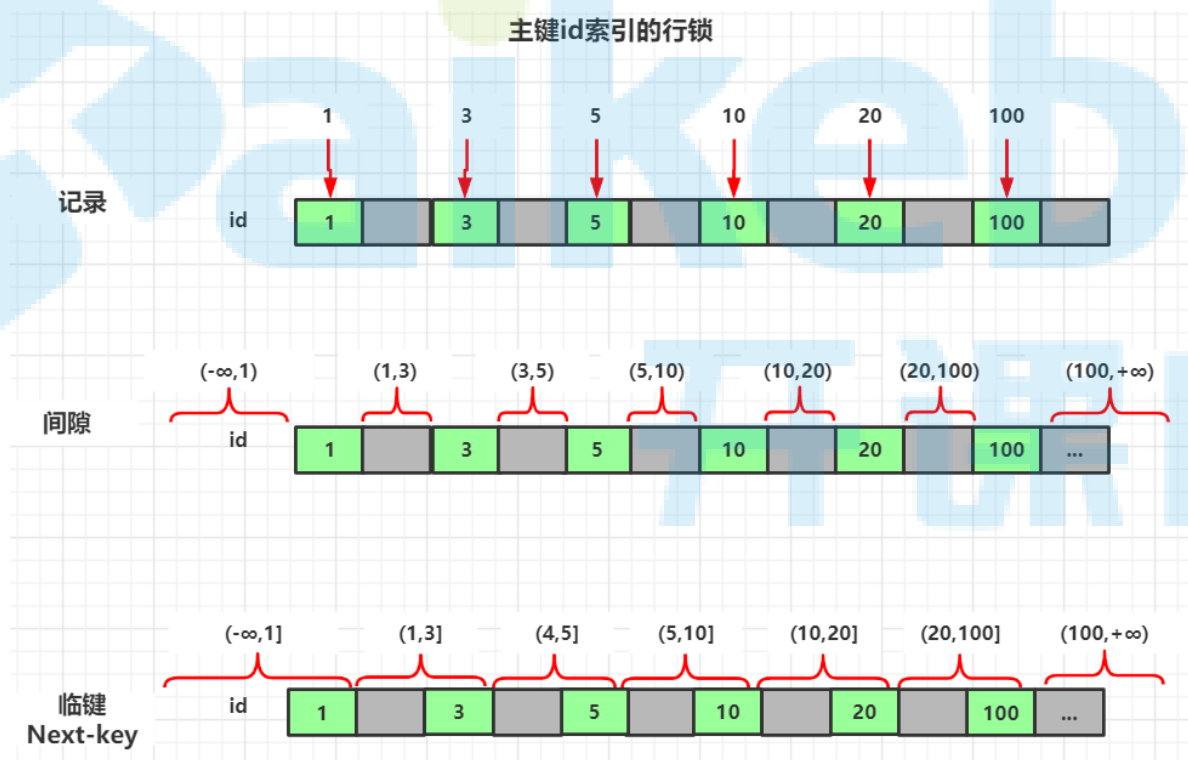 主键id索引的行锁
1 3 5 10 20 100
记录 id 1 3 5 10 20 100
(-∞,1) (1,3) (3,5) (5,10) (10,20) (20,100) (100,+∞)
间隙 id 1 3 5 10 20 100 ...
(-∞,1] (1,3] (4,5] (5,10] (10,20] (20,100] (100,+∞)
临键 id 1 3 5 10 20 100 ...
Next-key
aikeb
开课